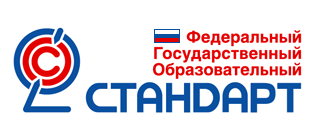 Федеральный
Государственный
Образовательный
СТАНДАРТ